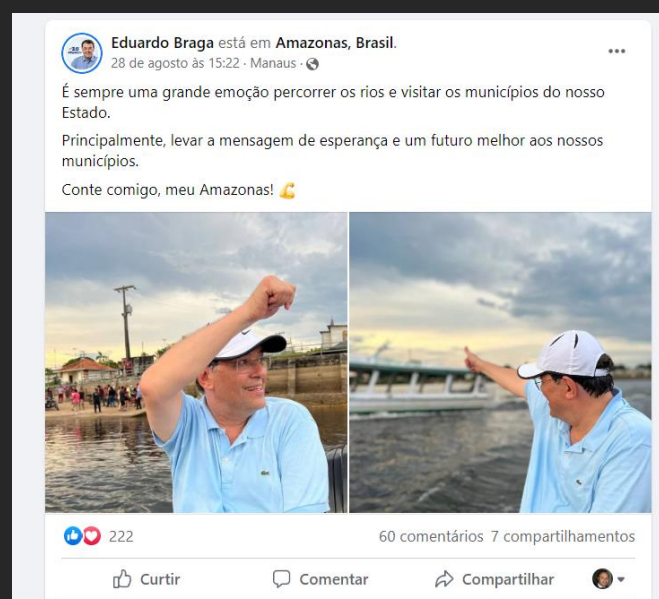 Eduardo Braga está em Amazonas, Brasil.
28 de agosto às 15:22 · Manaus ·
É sempre uma grande emoção percorrer os rios e visitar os municípios do nosso
Estado.
Principalmente, levar a mensagem de esperança e um futuro melhor aos nossos
municípios.
Conte comigo, meu Amazonas! 💪
222
60 comentários 7 compartilhamentos
Curtir
Comentar
Compartilhar